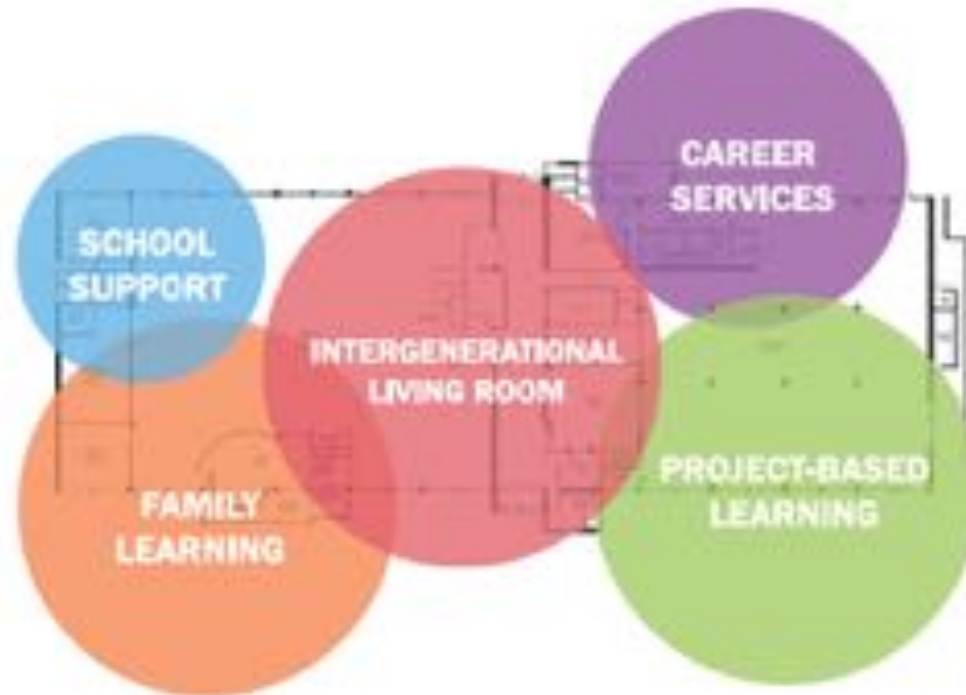 CAREER
SERVICES
SCHOOL
SUPPORT
INTERGENERATIONAL
LIVING ROOM
FAMILY
LEARNING
PROJECT-BASED
LEARNING